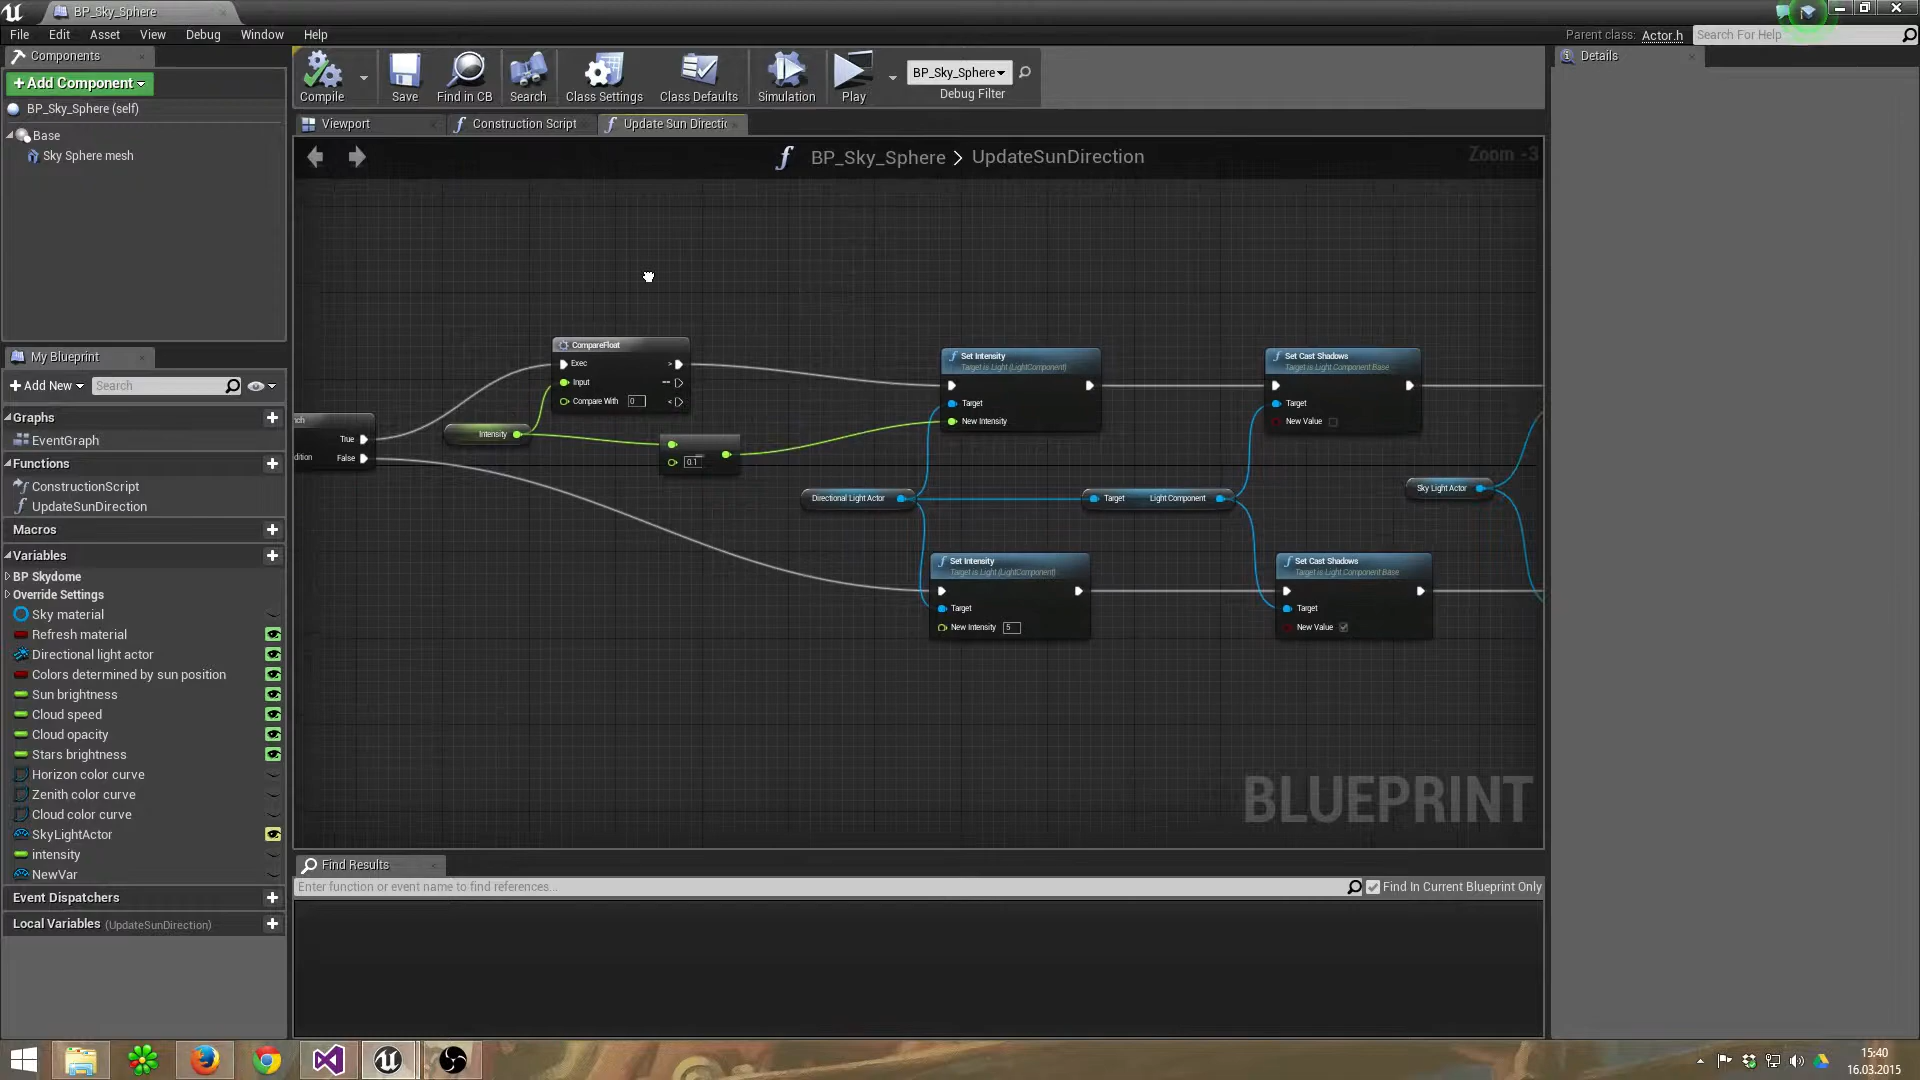 BP_Sky_Sphere
File Edit Asset View Debug Window Help
Parent class: Actor.h
Search For Help
Components
+Add Component
BP_Sky_Sphere (self)
Base
Sky Sphere mesh
Compile
Save
Find in CB
Search
Class Settings
Class Defaults
Simulation
Play
BP_Sky_Sphere
Debug Filter
Details
Viewport
Construction Script
Update Sun Directic
BP_Sky_Sphere > UpdateSunDirection
Zoom -3
My Blueprint
+Add New
Search
Graphs
EventGraph
Functions
ConstructionScript
UpdateSunDirection
Macros
Variables
BP Skydome
Override Settings
Sky material
Refresh material
Directional light actor
Colors determined by sun position
Sun brightness
Cloud speed
Cloud opacity
Stars brightness
Horizon color curve
Zenith color curve
Cloud color curve
SkyLightActor
intensity
NewVar
Event Dispatchers
Local Variables (UpdateSunDirection)
nch
True
dition False
Intensity
CompareFloat
Exec >
Input ==
Compare With 0 <
0.1
Set Intensity
Target is Light (LightComponent)
Target
New Intensity
Set Cast Shadows
Target is Light Component Base
Target
New Value
Directional Light Actor
Target Light Component
Sky Light Actor
Set Intensity
Target is Light (LightComponent)
Target
New Intensity 5
Set Cast Shadows
Target is Light Component Base
Target
New Value
BLUEPRINT
Find Results
Enter function or event name to find references...
Find In Current Blueprint Only
15:40
16.03.2015